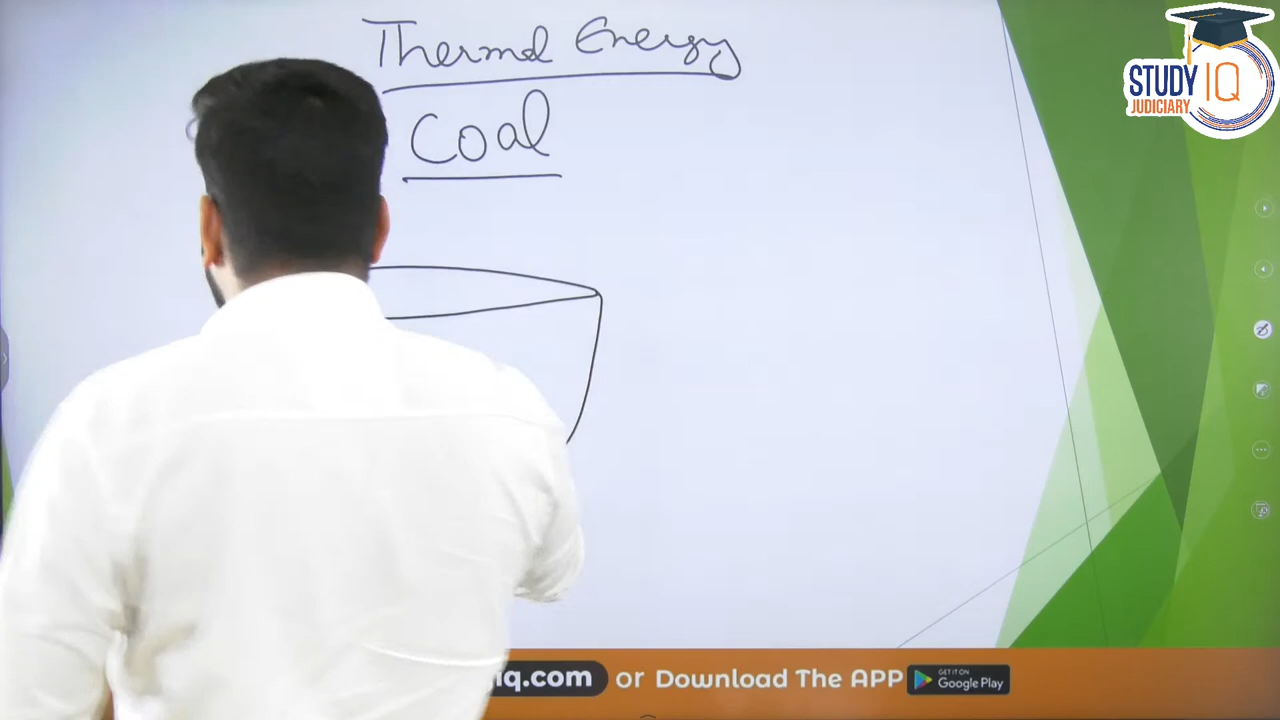 Thermal Energy
Coal
STUDY IQ
JUDICIARY
iq.com or Download The APP GET IT ON Google Play